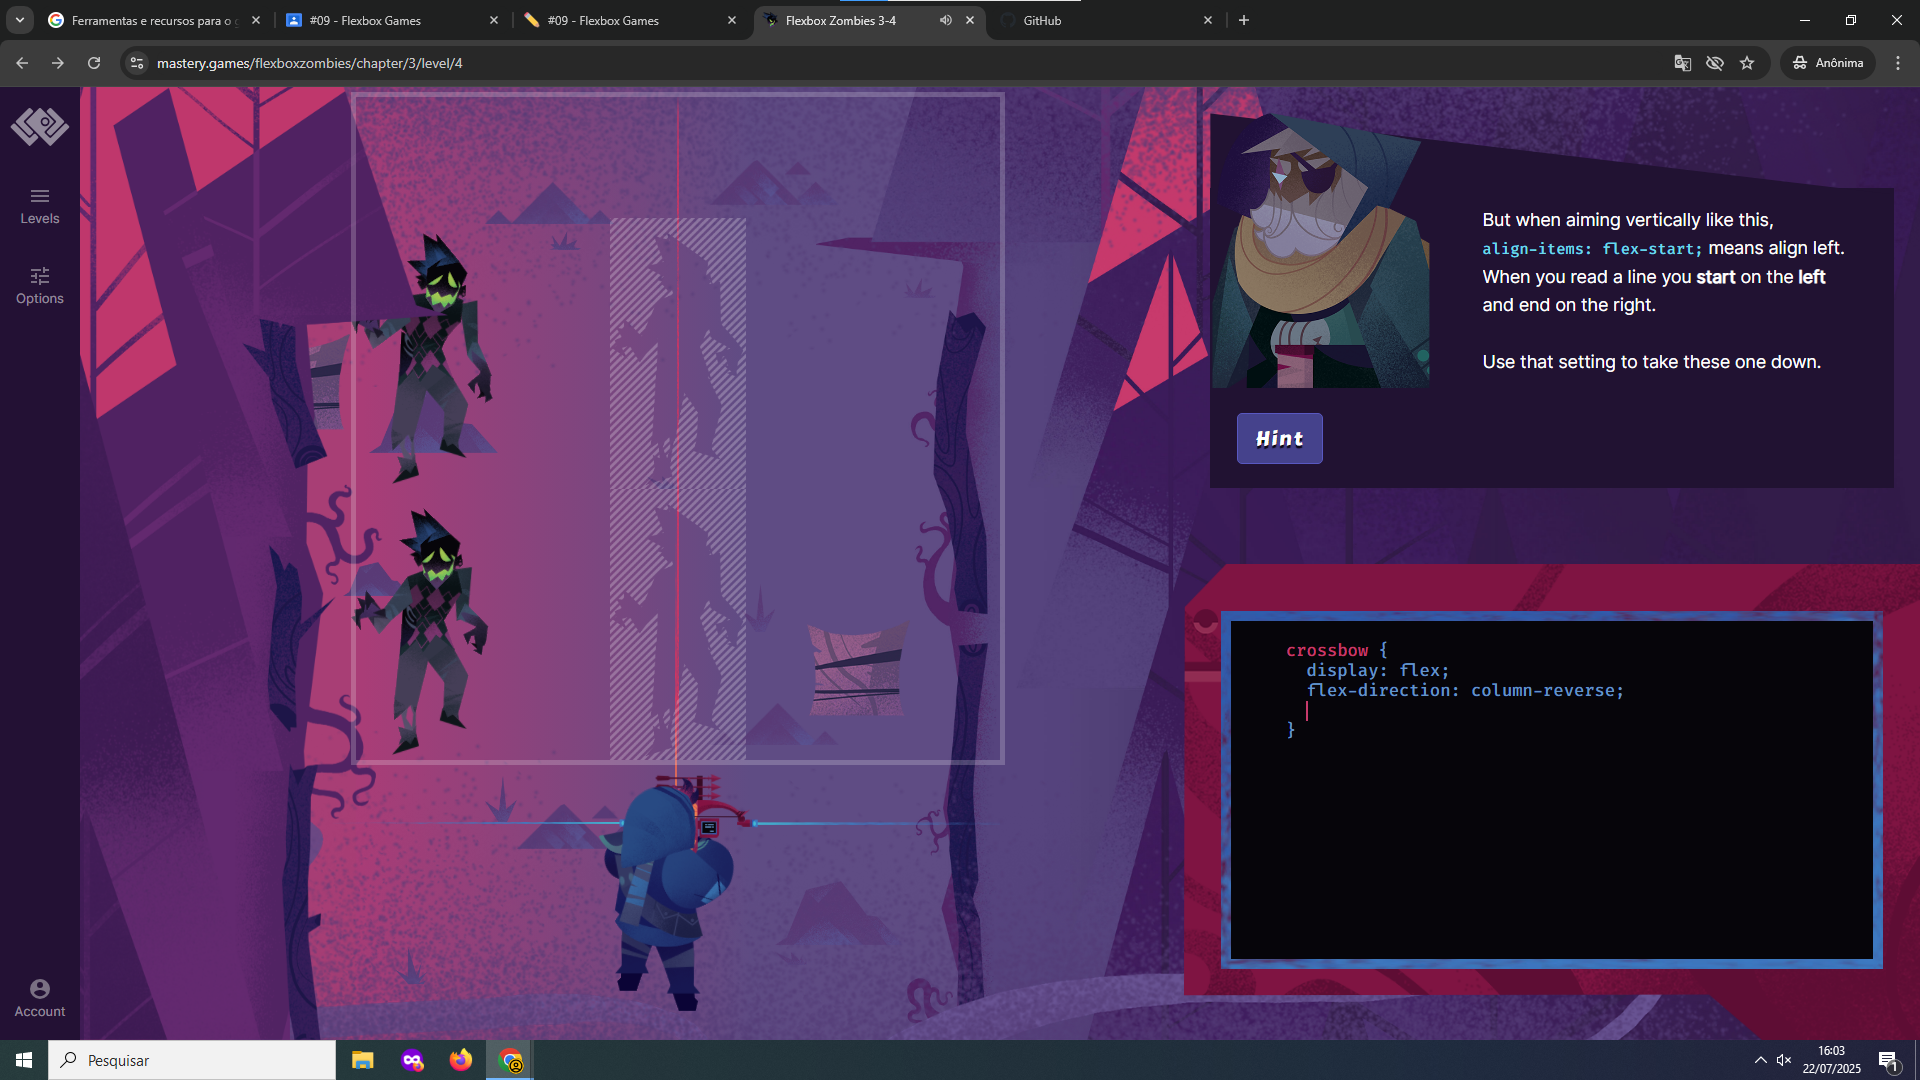 Ferramentas e recursos para o g
#09 - Flexbox Games
#09 - Flexbox Games
Flexbox Zombies 3-4
GitHub
mastery.games/flexboxzombies/chapter/3/level/4
Anônima
Levels
Options
But when aiming vertically like this,
align-items: flex-start; means align left.
When you read a line you start on the left
and end on the right.
Use that setting to take these one down.
Hint
crossbow {
display: flex;
flex-direction: column-reverse;
}
Account
Pesquisar
16:03
22/07/2025
1